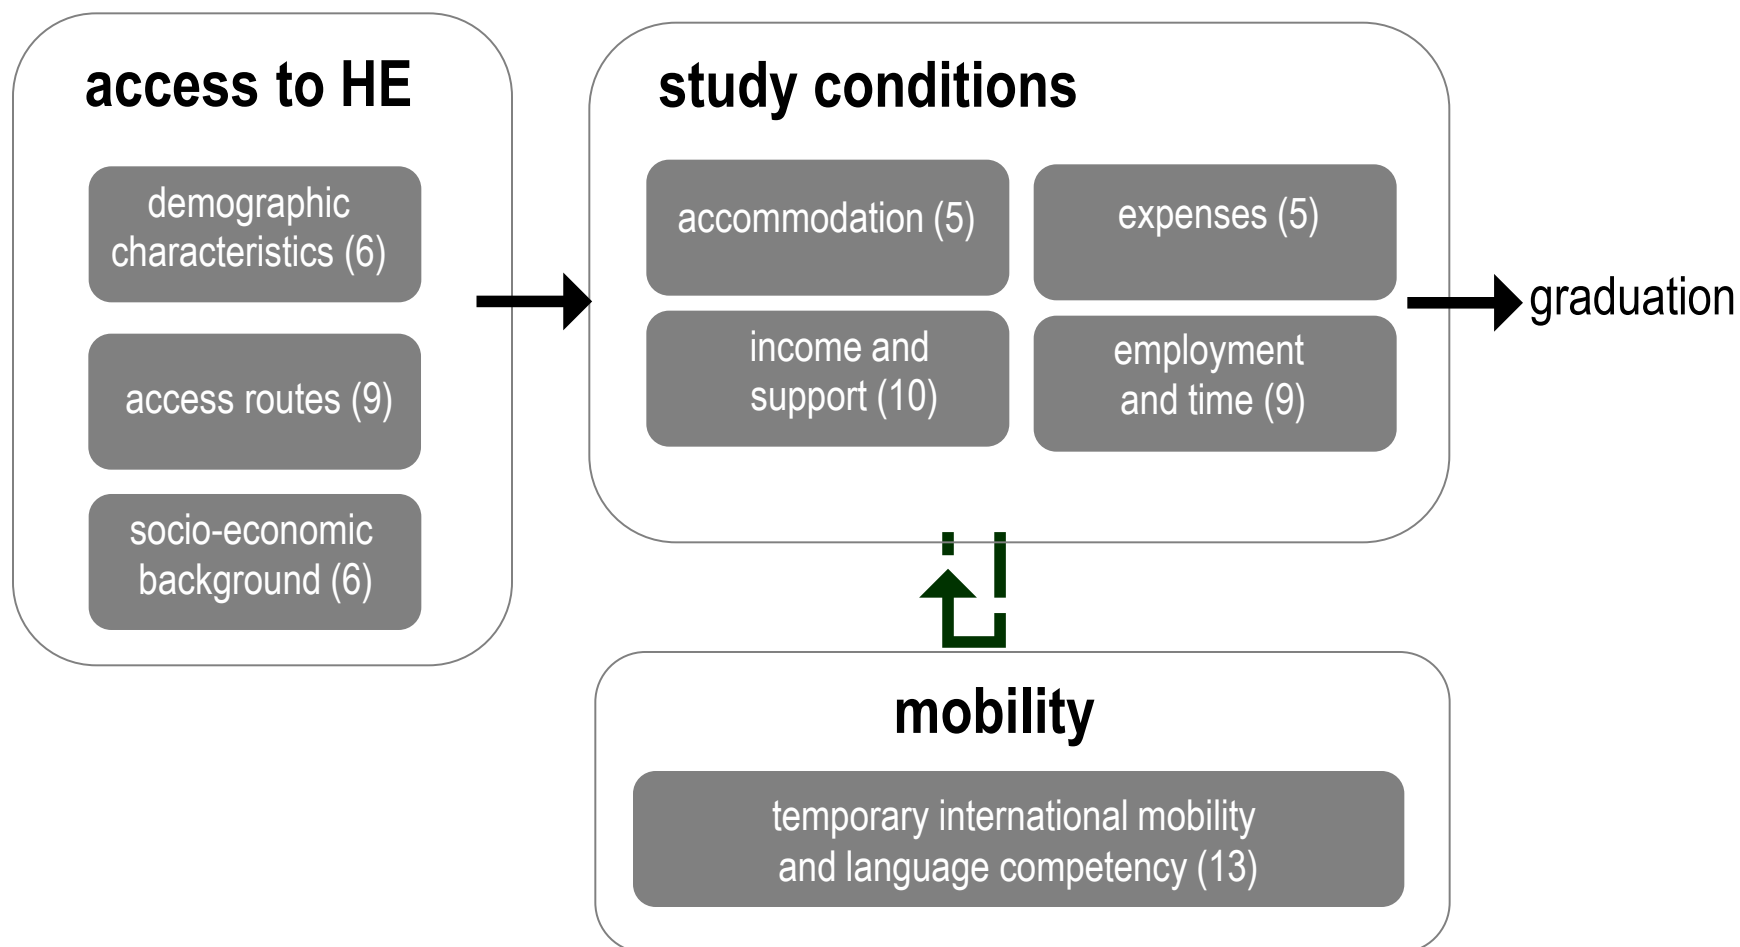 access to HE
demographic
characteristics (6)
access routes (9)
socio-economic
background (6)
study conditions
accommodation (5)
expenses (5)
income and
support (10)
employment
and time (9)
graduation
mobility
temporary international mobility
and language competency (13)